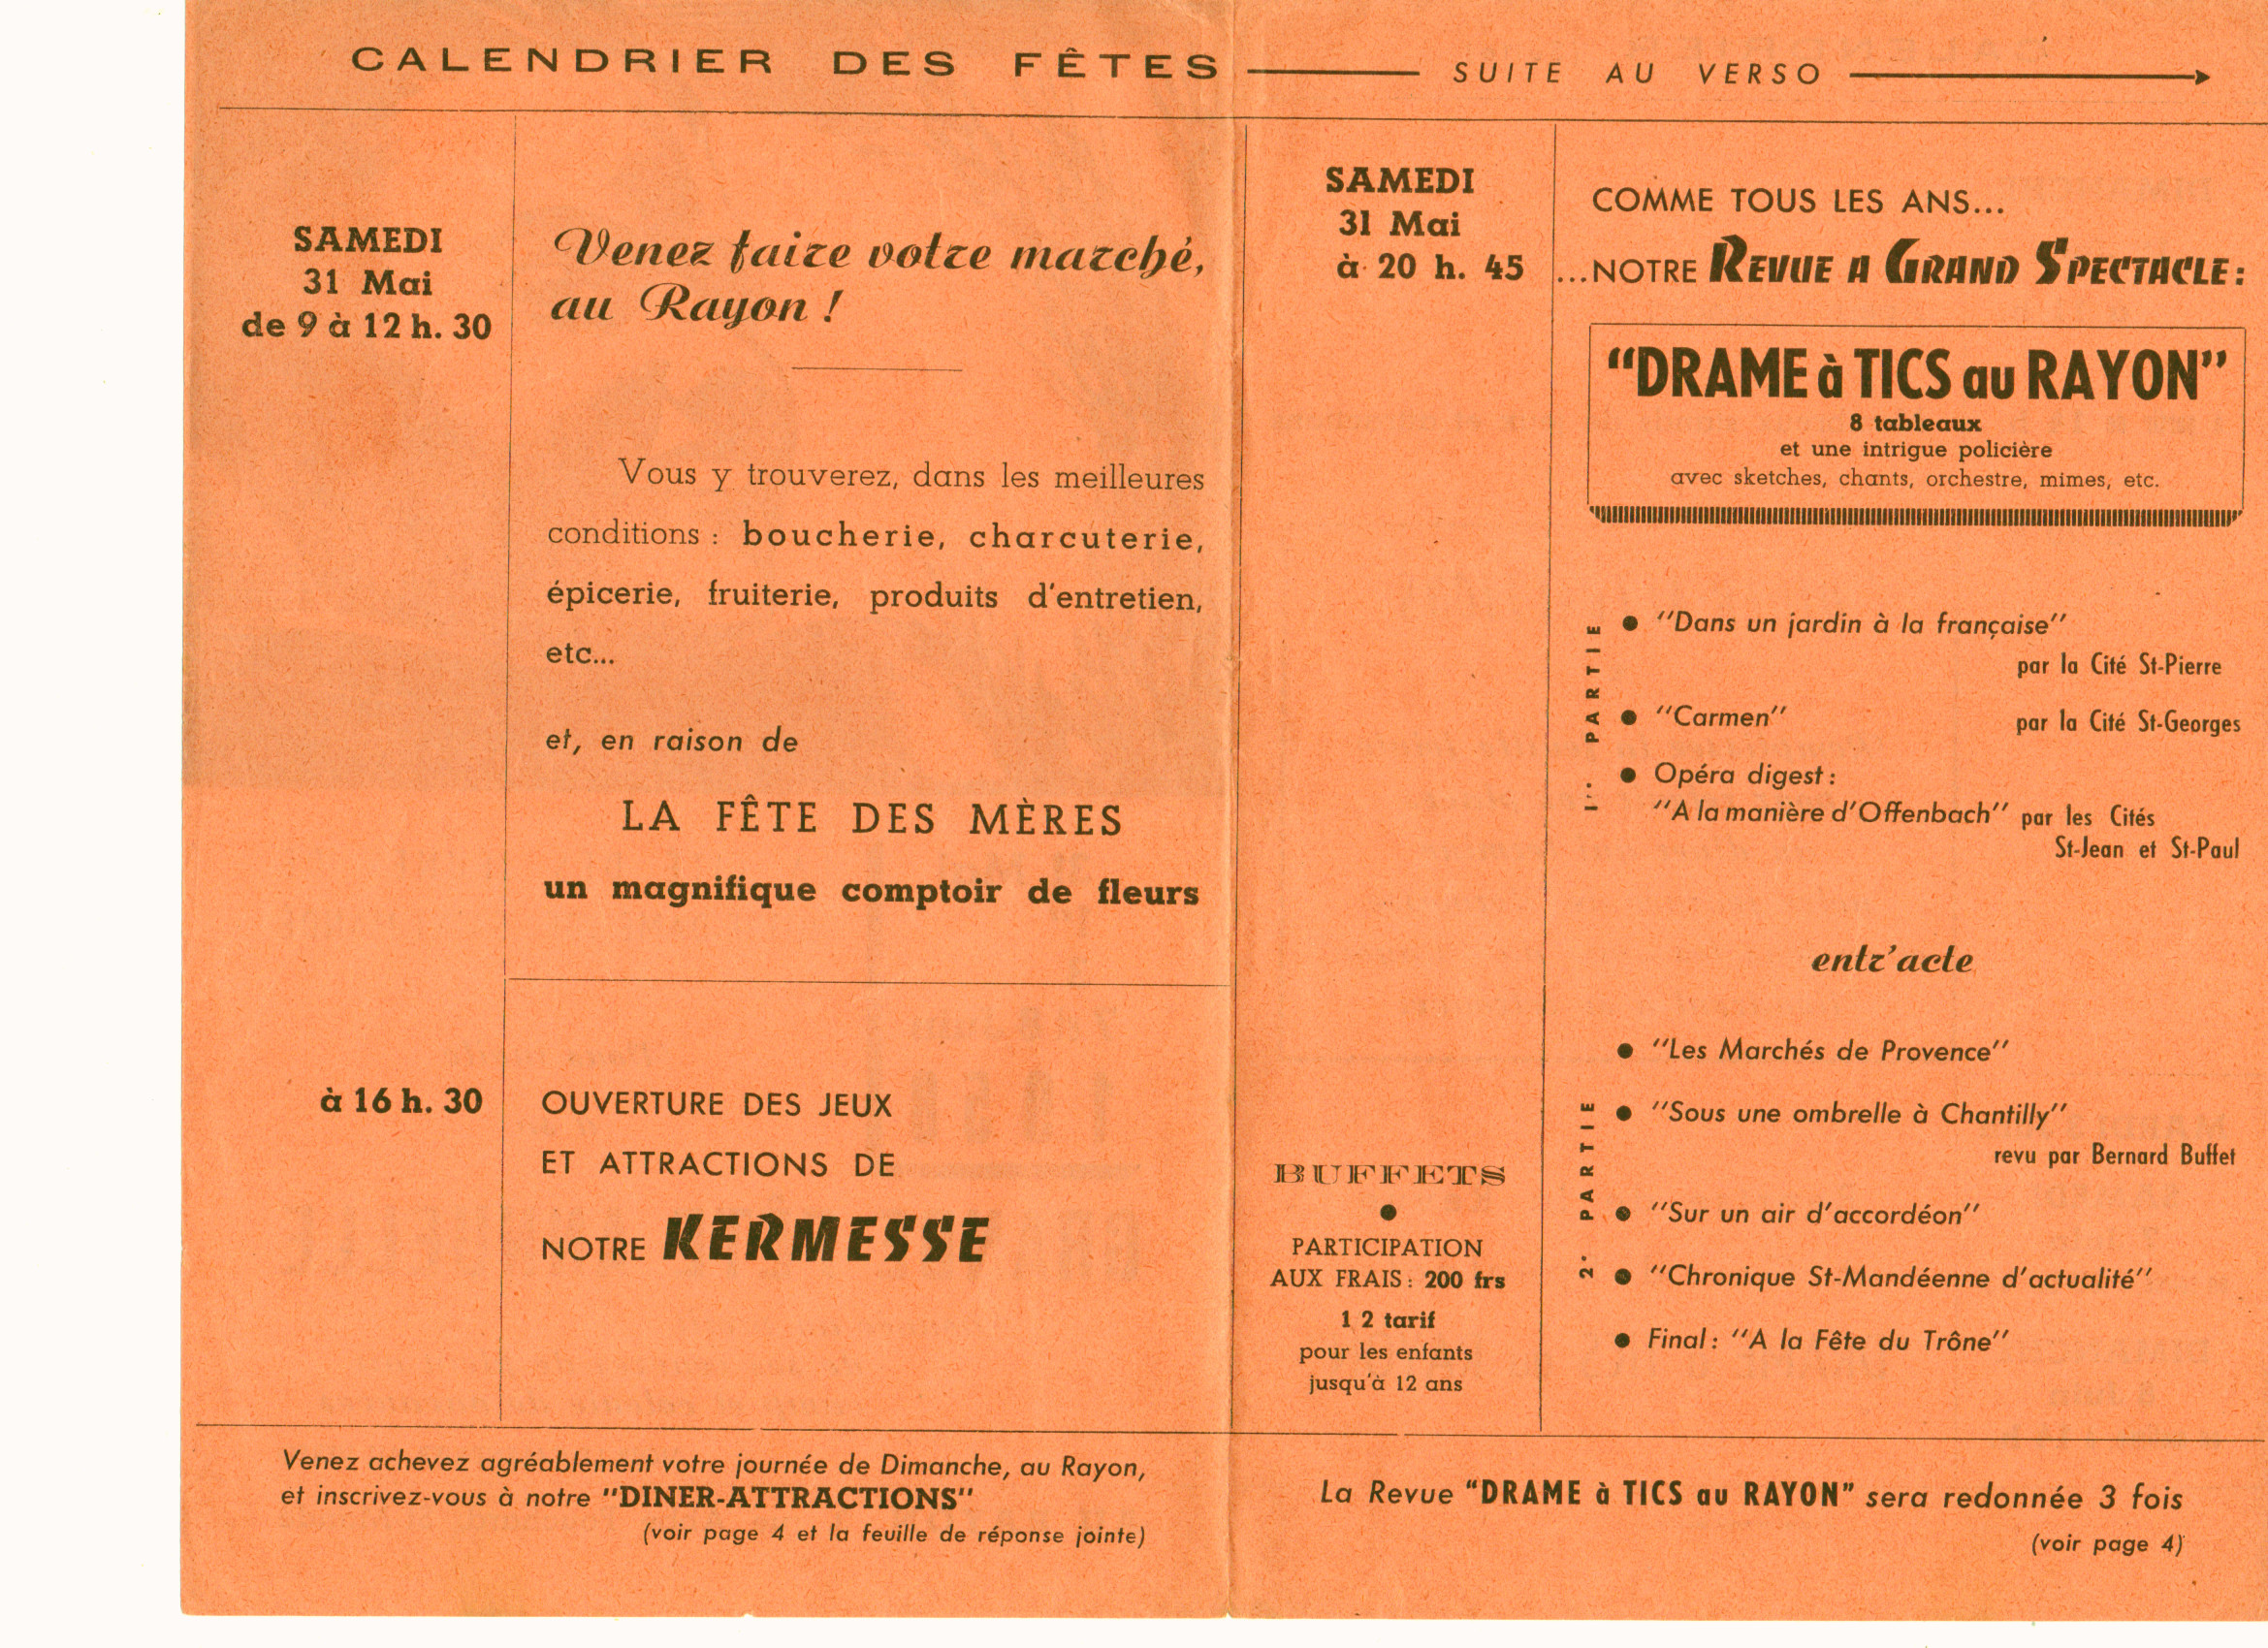 CALENDRIER DES FÊTES
SUITE AU VERSO
SAMEDI
31 Mai
de 9 à 12 h. 30
Venez faire votre marché,
au Rayon !
Vous y trouverez, dans les meilleures
conditions : boucherie, charcuterie,
épicerie, fruiterie, produits d'entretien,
etc...
et, en raison de
LA FÊTE DES MÈRES
un magnifique comptoir de fleurs
à 16 h. 30
OUVERTURE DES JEUX
ET ATTRACTIONS DE
NOTRE KERMESSE
Venez achevez agréablement votre journée de Dimanche, au Rayon,
et inscrivez-vous à notre "DINER-ATTRACTIONS"
(voir page 4 et la feuille de réponse jointe)
SAMEDI
31 Mai
à 20 h. 45
BUFFETS
●
PARTICIPATION
AUX FRAIS : 200 frs
1 2 tarif
pour les enfants
jusqu'à 12 ans
COMME TOUS LES ANS...
...NOTRE REVUE A GRAND SPECTACLE :
"DRAME à TICS au RAYON"
8 tableaux
et une intrigue policière
avec sketches, chants, orchestre, mimes, etc.
1re PARTIE
● "Dans un jardin à la française"
par la Cité St-Pierre
● "Carmen" par la Cité St-Georges
● Opéra digest :
"A la manière d'Offenbach" par les Cités
St-Jean et St-Paul
entr'acte
2e PARTIE
● "Les Marchés de Provence"
● "Sous une ombrelle à Chantilly"
revu par Bernard Buffet
● "Sur un air d'accordéon"
● "Chronique St-Mandéenne d'actualité"
● Final : "A la Fête du Trône"
La Revue "DRAME à TICS au RAYON" sera redonnée 3 fois
(voir page 4)